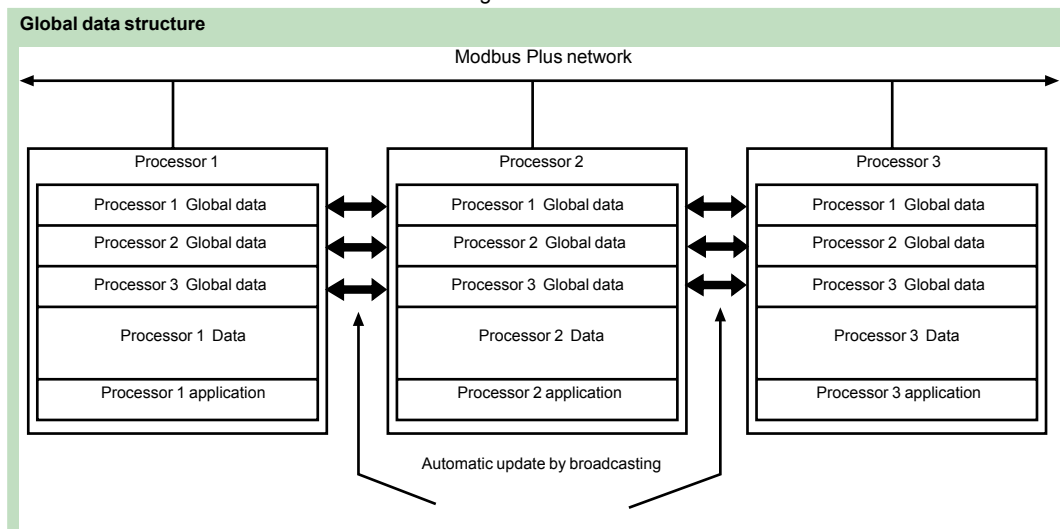 Global data structure
Modbus Plus network
Processor 1
Processor 1 Global data
Processor 2 Global data
Processor 3 Global data
Processor 1 Data
Processor 1 application
Processor 2
Processor 1 Global data
Processor 2 Global data
Processor 3 Global data
Processor 2 Data
Processor 2 application
Processor 3
Processor 1 Global data
Processor 2 Global data
Processor 3 Global data
Processor 3 Data
Processor 3 application
Automatic update by broadcasting